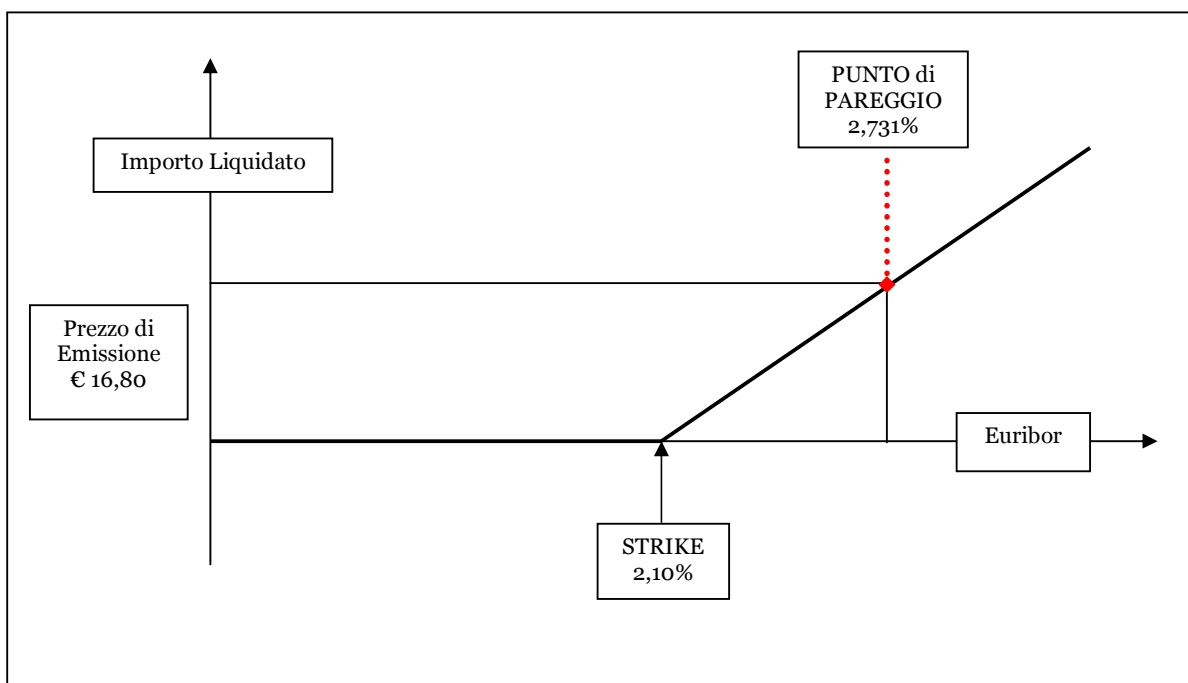 PUNTO di
PAREGGIO
2,731%
Importo Liquidato
Prezzo di
Emissione
€ 16,80
Euribor
STRIKE
2,10%